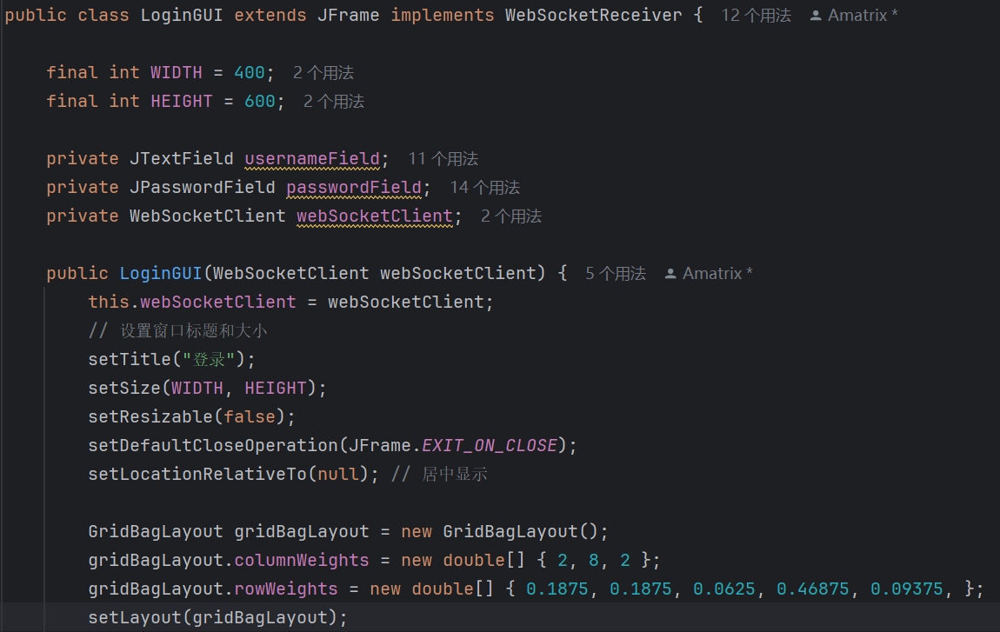 public class LoginGUI extends JFrame implements WebSocketReceiver {  12 个用法  Amatrix *
final int WIDTH = 400;  2 个用法
final int HEIGHT = 600;  2 个用法
private JTextField usernameField;  11 个用法
private JPasswordField passwordField;  14 个用法
private WebSocketClient webSocketClient;  2 个用法
public LoginGUI(WebSocketClient webSocketClient) {  5 个用法  Amatrix *
this.webSocketClient = webSocketClient;
// 设置窗口标题和大小
setTitle("登录");
setSize(WIDTH, HEIGHT);
setResizable(false);
setDefaultCloseOperation(JFrame.EXIT_ON_CLOSE);
setLocationRelativeTo(null); // 居中显示
GridBagLayout gridBagLayout = new GridBagLayout();
gridBagLayout.columnWeights = new double[] { 2, 8, 2 };
gridBagLayout.rowWeights = new double[] { 0.1875, 0.1875, 0.0625, 0.46875, 0.09375, };
setLayout(gridBagLayout);